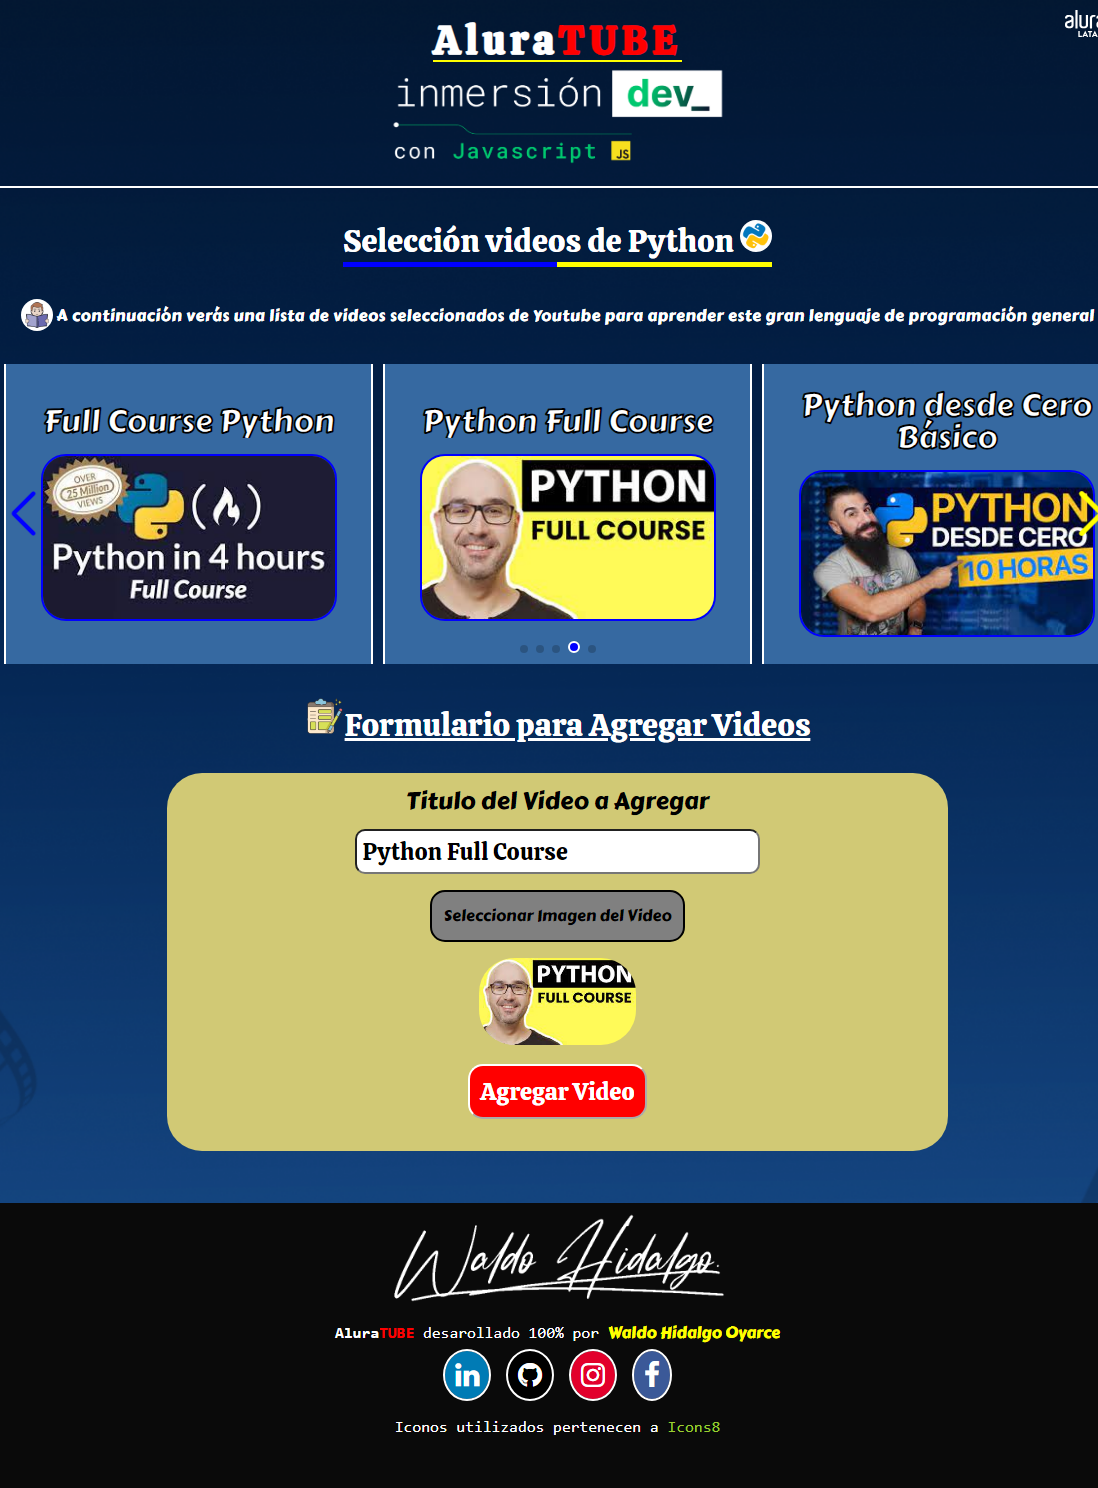 AluraTUBE
inmersión dev_
con Javascript JS
Selección videos de Python
A continuación verás una lista de videos seleccionados de Youtube para aprender este gran lenguaje de programación general
Full Course Python
OVER
25 Million
VIEWS
Python in 4 hours
Full Course
Python Full Course
PYTHON
FULL COURSE
Python desde Cero
Básico
PYTHON
DESDE CERO
10 HORAS
Formulario para Agregar Videos
Titulo del Video a Agregar
Python Full Course
Seleccionar Imagen del Video
PYTHON
FULL COURSE
Agregar Video
Waldo Hidalgo.
AluraTUBE desarollado 100% por Waldo Hidalgo Oyarce
in
f
Iconos utilizados pertenecen a Icons8